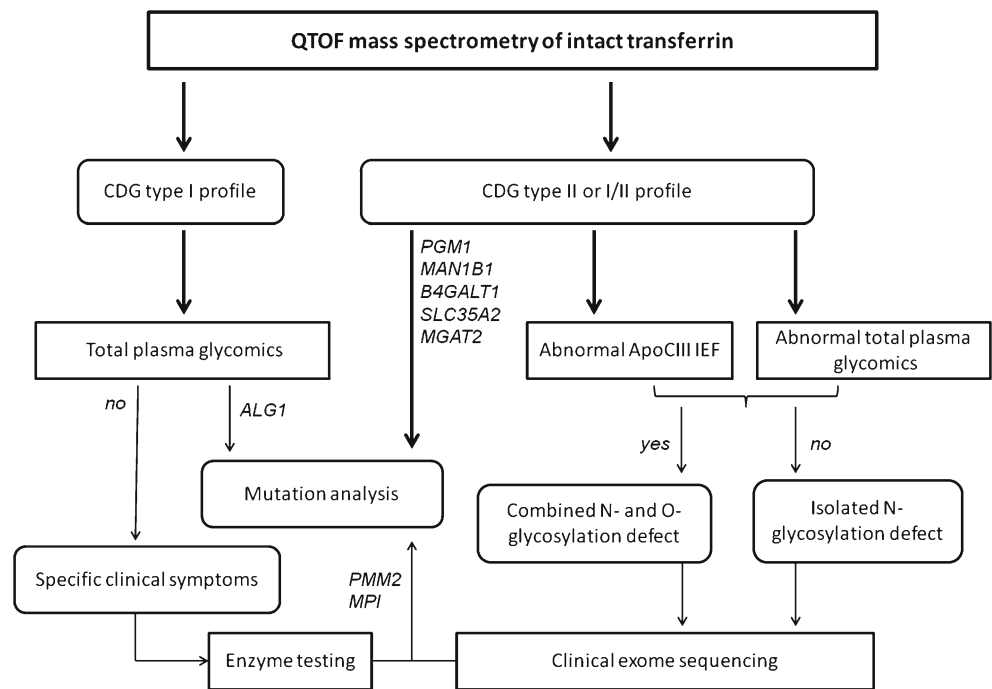 QTOF mass spectrometry of intact transferrin
CDG type I profile
CDG type II or I/II profile
PGM1
MAN1B1
B4GALT1
SLC35A2
MGAT2
Total plasma glycomics
Abnormal ApoCIII IEF
Abnormal total plasma
glycomics
no
ALG1
yes
no
Mutation analysis
Combined N- and O-
glycosylation defect
Isolated N-
glycosylation defect
Specific clinical symptoms
PMM2
MPI
Enzyme testing
Clinical exome sequencing